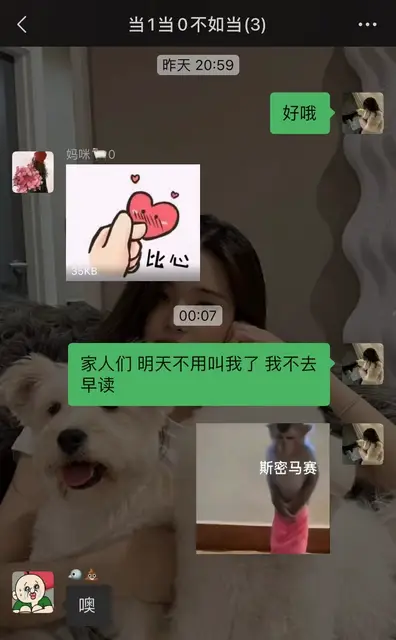 当1当0不如当(3)
昨天 20:59
好哦
妈咪0
35KB
比心
00:07
家人们 明天不用叫我了 我不去
早读
斯密马赛
噢